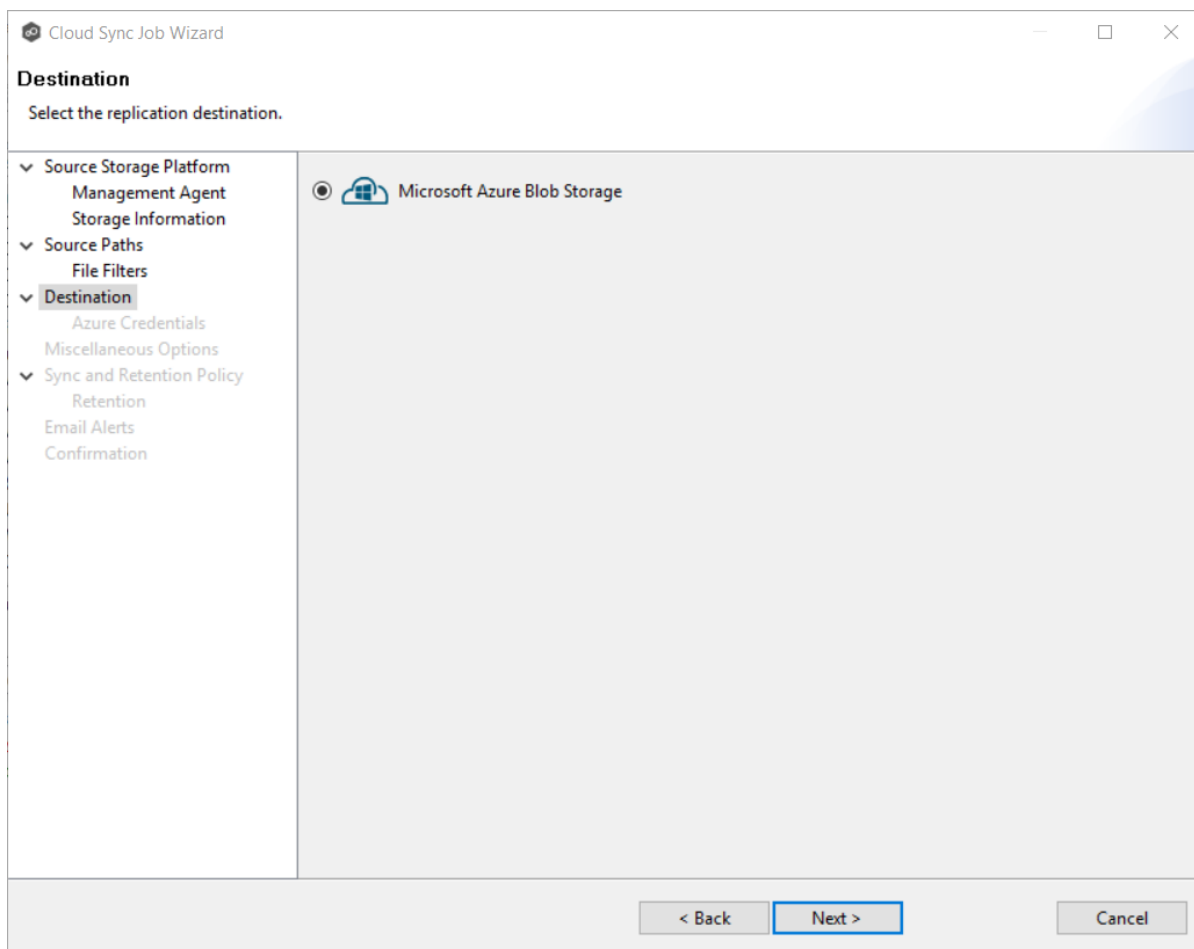 Cloud Sync Job Wizard
Destination
Select the replication destination.
Source Storage Platform
Management Agent
Storage Information
Source Paths
File Filters
Destination
Azure Credentials
Miscellaneous Options
Sync and Retention Policy
Retention
Email Alerts
Confirmation
Microsoft Azure Blob Storage
< Back
Next >
Cancel